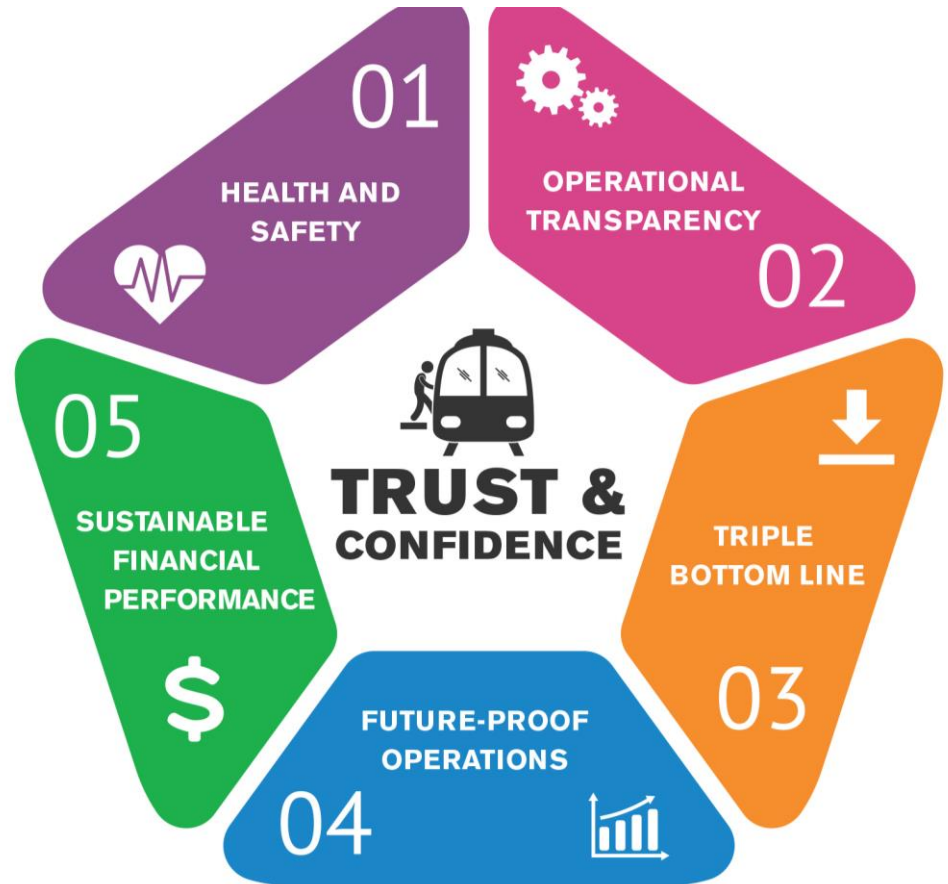 01
HEALTH AND
SAFETY
OPERATIONAL
TRANSPARENCY
02
TRIPLE
BOTTOM LINE
03
FUTURE-PROOF
OPERATIONS
04
05
SUSTAINABLE
FINANCIAL
PERFORMANCE
$
TRUST &
CONFIDENCE